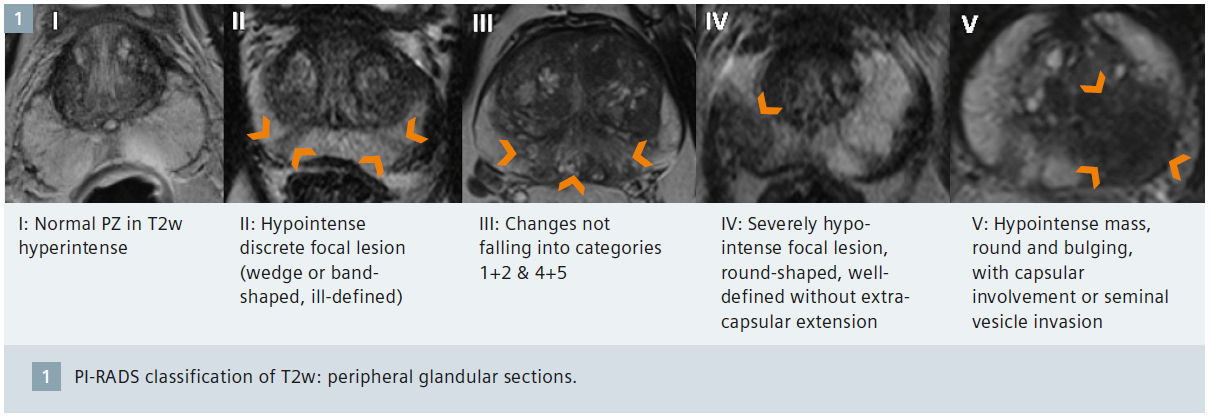 1
I
II
III
IV
V
I: Normal PZ in T2w
hyperintense
II: Hypointense
discrete focal lesion
(wedge or band-
shaped, ill-defined)
III: Changes not
falling into categories
1+2 & 4+5
IV: Severely hypo-
intense focal lesion,
round-shaped, well-
defined without extra-
capsular extension
V: Hypointense mass,
round and bulging,
with capsular
involvement or seminal
vesicle invasion
1 PI-RADS classification of T2w: peripheral glandular sections.